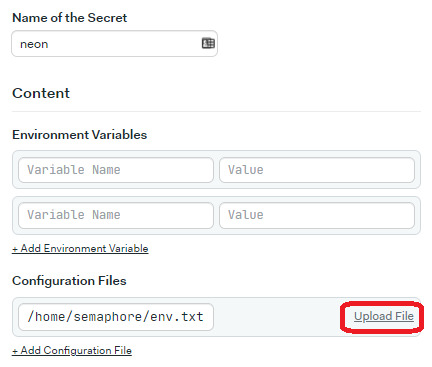 Name of the Secret
neon
Content
Environment Variables
Variable Name Value
Variable Name Value
+ Add Environment Variable
Configuration Files
/home/semaphore/env.txt Upload File
+ Add Configuration File